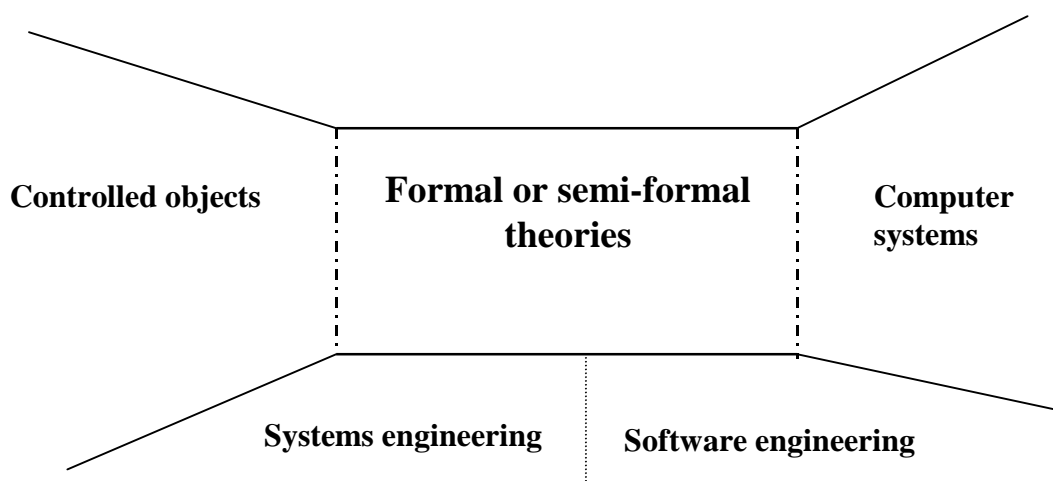 Controlled objects
Formal or semi-formal
theories
Computer
systems
Systems engineering
Software engineering